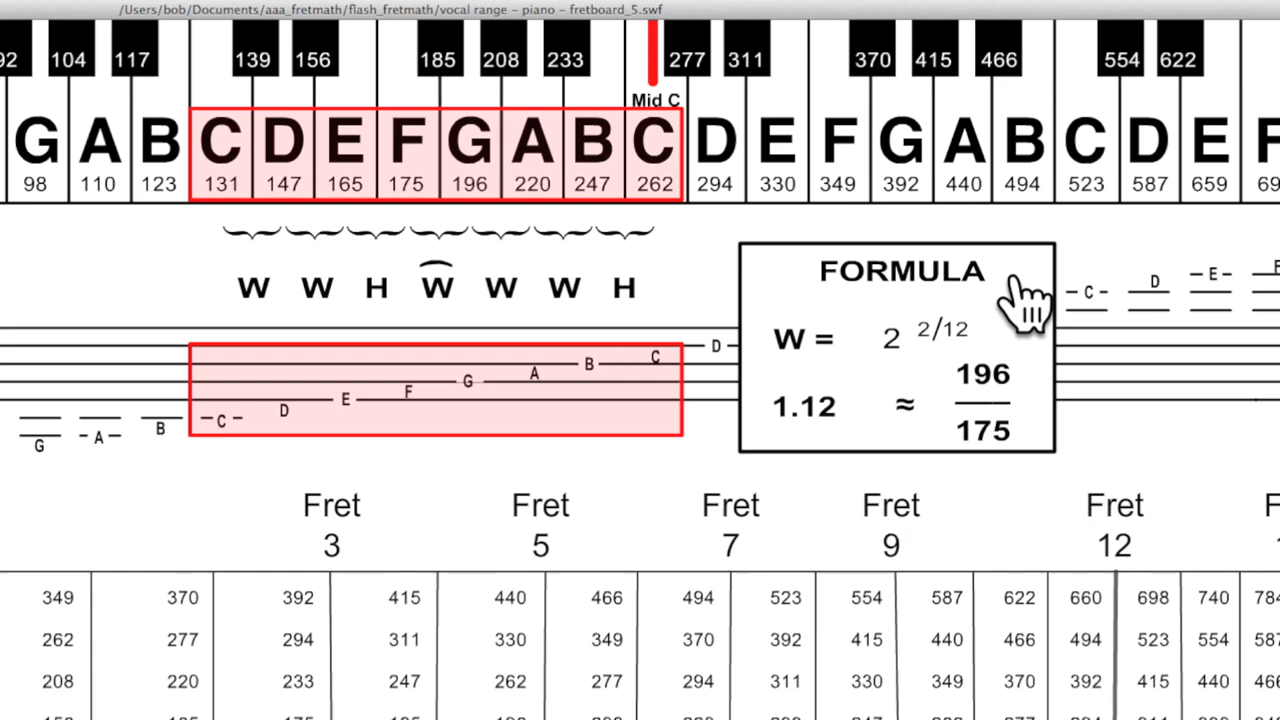 /Users/bob/Documents/aaa_fretmath/flash_fretmath/vocal range - piano - fretboard_5.swf
92 104 117 139 156 185 208 233 277 311 370 415 466 554 622
Mid C
G A B C D E F G A B C D E F G A B C D E F
98 110 123 131 147 165 175 196 220 247 262 294 330 349 392 440 494 523 587 659 69
W W H W W W H
FORMULA
W = 2 2/12
196
1.12 ≈
175
G A B C D E F G A B C D C D E F
Fret Fret Fret Fret Fret F
3 5 7 9 12 1
349 370 392 415 440 466 494 523 554 587 622 660 698 740 784
262 277 294 311 330 349 370 392 415 440 466 494 523 554 587
208 220 233 247 262 277 294 311 330 349 370 392 415 440 466